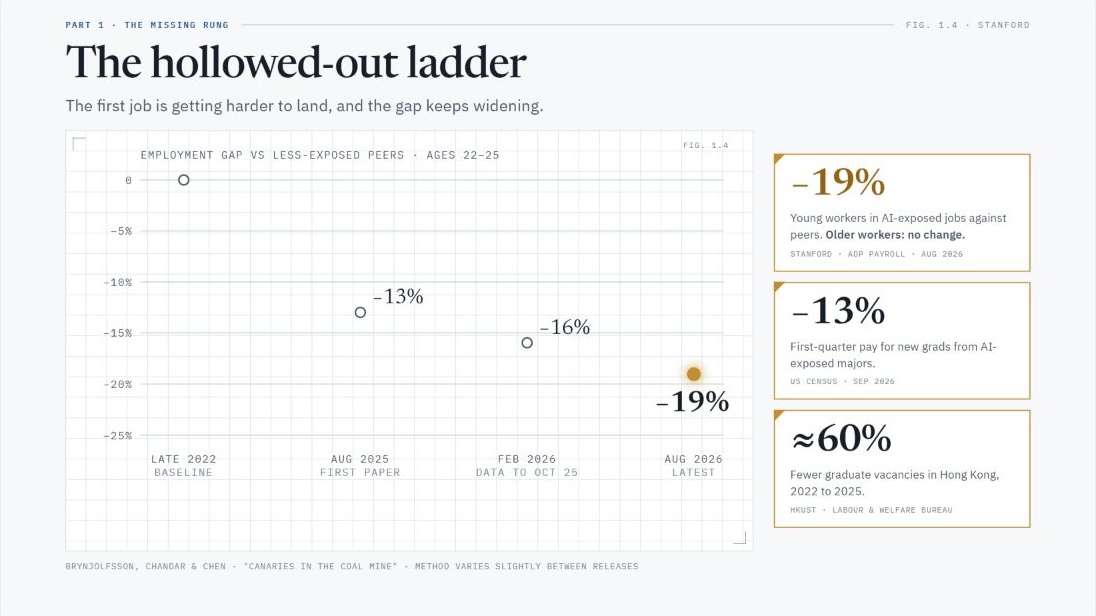 PART 1 · THE MISSING RUNG
FIG. 1.4 · STANFORD
The hollowed-out ladder
The first job is getting harder to land, and the gap keeps widening.
FIG. 1.4
EMPLOYMENT GAP VS LESS-EXPOSED PEERS · AGES 22–25
0
–5%
–10%
–15%
–20%
–25%
–13%
–16%
–19%
LATE 2022
BASELINE
AUG 2025
FIRST PAPER
FEB 2026
DATA TO OCT 25
AUG 2026
LATEST
–19%
Young workers in AI-exposed jobs against
peers. Older workers: no change.
STANFORD · ADP PAYROLL · AUG 2026
–13%
First-quarter pay for new grads from AI-
exposed majors.
US CENSUS · SEP 2026
≈60%
Fewer graduate vacancies in Hong Kong,
2022 to 2025.
HKUST · LABOUR & WELFARE BUREAU
BRYNJOLFSSON, CHANDAR & CHEN · "CANARIES IN THE COAL MINE" · METHOD VARIES SLIGHTLY BETWEEN RELEASES